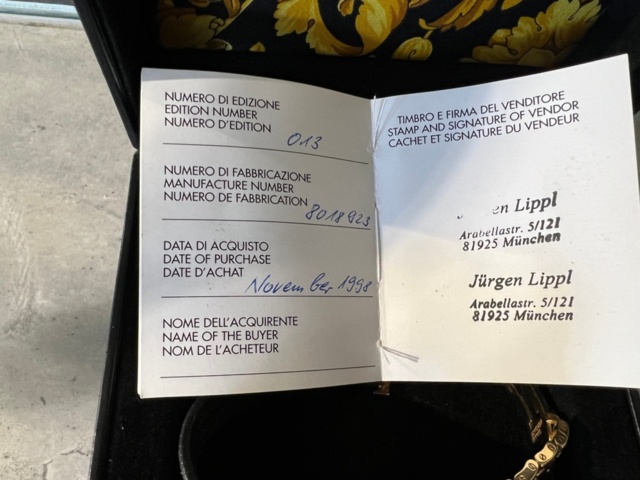 NUMERO DI EDIZIONE
EDITION NUMBER
NUMERO D'EDITION
013
NUMERO DI FABBRICAZIONE
MANUFACTURE NUMBER
NUMERO DE FABBRICATION
8018923
DATA DI ACQUISTO
DATE OF PURCHASE
DATE D'ACHAT
November 1998
NOME DELL'ACQUIRENTE
NAME OF THE BUYER
NOM DE L'ACHETEUR
TIMBRO E FIRMA DEL VENDITORE
STAMP AND SIGNATURE OF VENDOR
CACHET ET SIGNATURE DU VENDEUR
Lippl
Arabellastr. 5/121
81925 München
Jürgen Lippl
Arabellastr. 5/121
81925 München